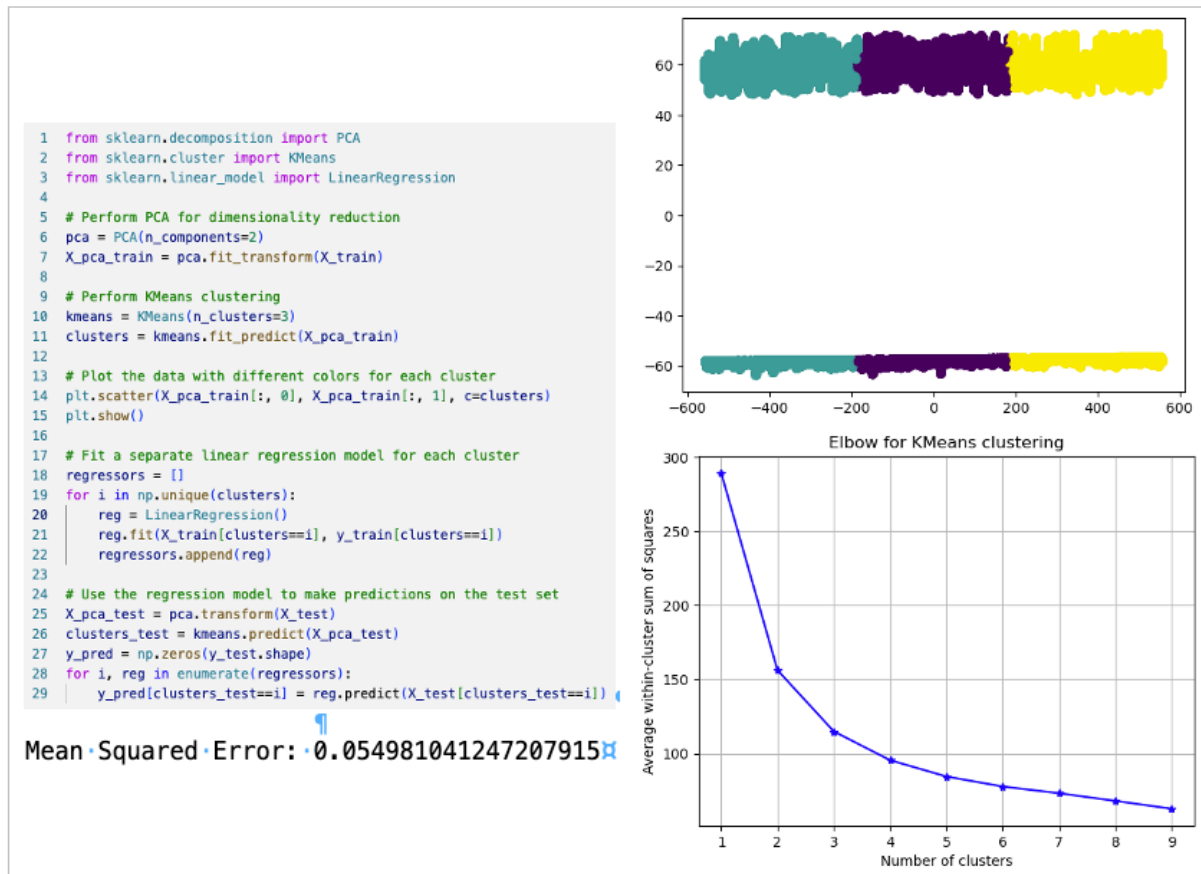 1 from sklearn.decomposition import PCA
2 from sklearn.cluster import KMeans
3 from sklearn.linear_model import LinearRegression
4
5 # Perform PCA for dimensionality reduction
6 pca = PCA(n_components=2)
7 X_pca_train = pca.fit_transform(X_train)
8
9 # Perform KMeans clustering
10 kmeans = KMeans(n_clusters=3)
11 clusters = kmeans.fit_predict(X_pca_train)
12
13 # Plot the data with different colors for each cluster
14 plt.scatter(X_pca_train[:, 0], X_pca_train[:, 1], c=clusters)
15 plt.show()
16
17 # Fit a separate linear regression model for each cluster
18 regressors = []
19 for i in np.unique(clusters):
20     reg = LinearRegression()
21     reg.fit(X_train[clusters==i], y_train[clusters==i])
22     regressors.append(reg)
23
24 # Use the regression model to make predictions on the test set
25 X_pca_test = pca.transform(X_test)
26 clusters_test = kmeans.predict(X_pca_test)
27 y_pred = np.zeros(y_test.shape)
28 for i, reg in enumerate(regressors):
29     y_pred[clusters_test==i] = reg.predict(X_test[clusters_test==i])
¶
Mean·Squared·Error:·0.054981041247207915¤
60
40
20
0
−20
−40
−60
−600 −400 −200 0 200 400 600
Elbow for KMeans clustering
Average within-cluster sum of squares
300
250
200
150
100
1 2 3 4 5 6 7 8 9
Number of clusters